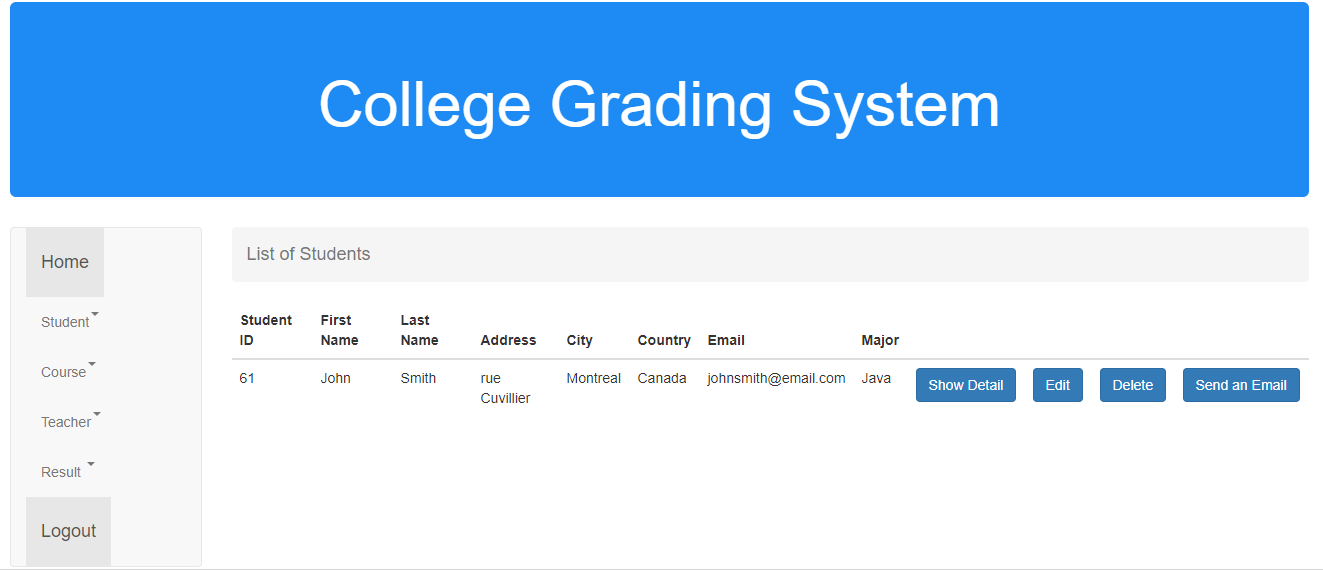 College Grading System
Home
Student
Course
Teacher
Result
Logout
List of Students
Student ID First Name Last Name Address City Country Email Major
61 John Smith rue Cuvillier Montreal Canada johnsmith@email.com Java Show Detail Edit Delete Send an Email